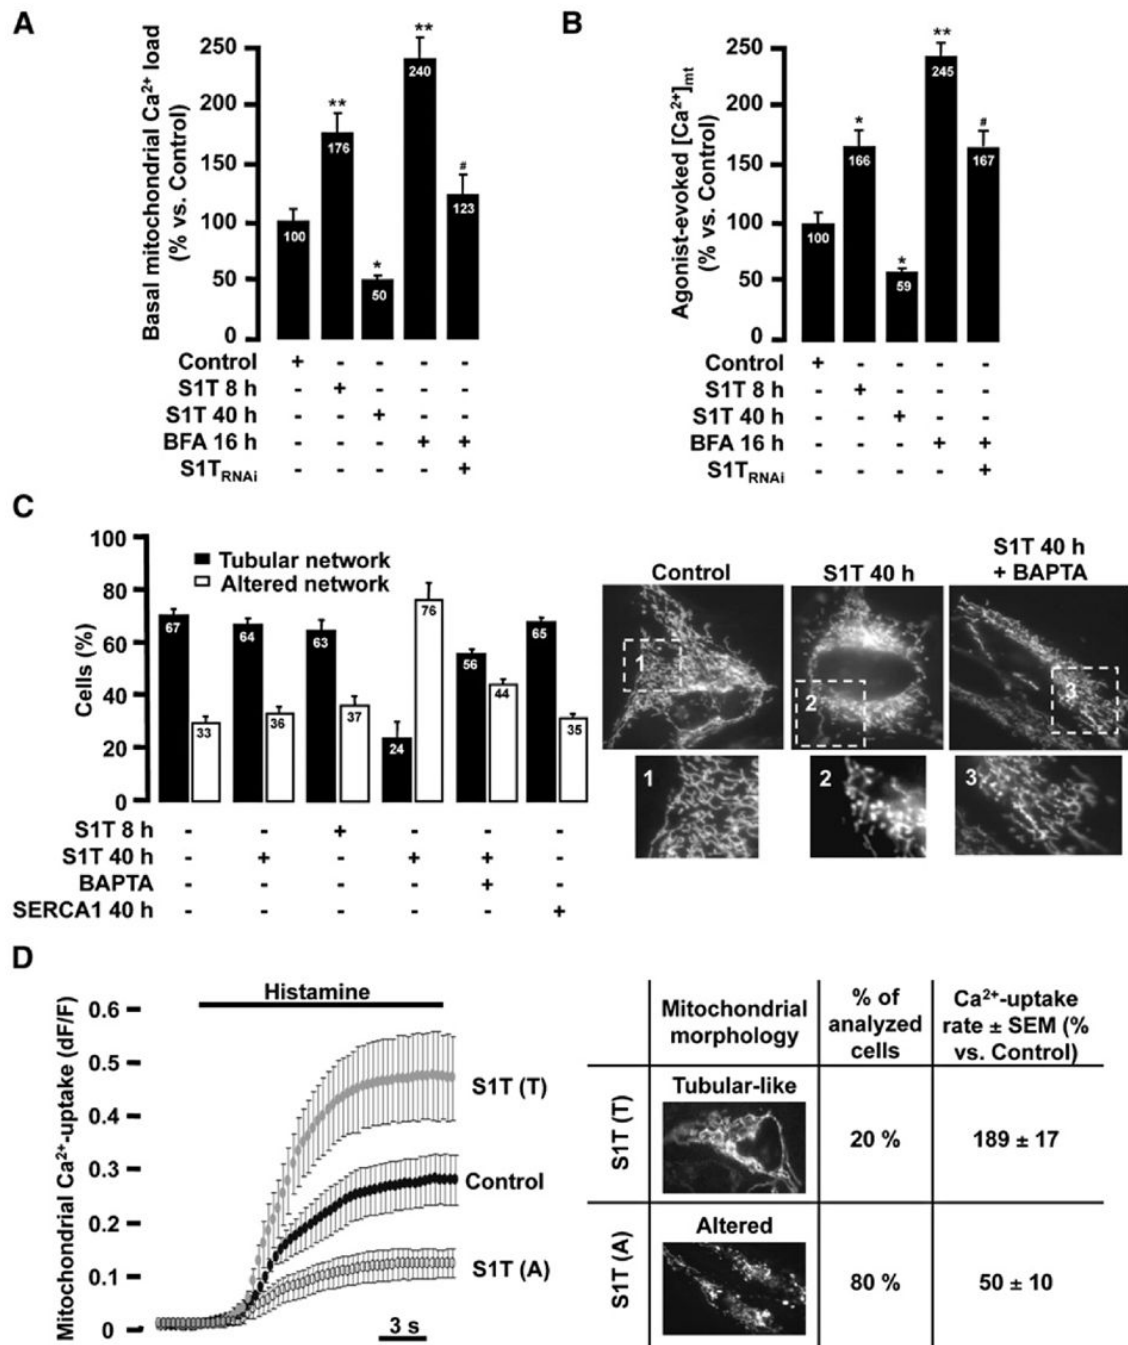 A
Basal mitochondrial Ca²⁺ load
(% vs. Control)
250
200
150
100
50
0
**
**
*
#
100
176
50
240
123
Control + - - - -
S1T 8 h - + - - -
S1T 40 h - - + - -
BFA 16 h - - - + +
S1T_RNAi - - - - +
B
Agonist-evoked [Ca²⁺]mt
(% vs. Control)
250
200
150
100
50
0
*
*
**
#
100
166
59
245
167
Control + - - - -
S1T 8 h - + - - -
S1T 40 h - - + - -
BFA 16 h - - - + +
S1T_RNAi - - - - +
C
Cells (%)
100
80
60
40
20
0
Tubular network
Altered network
67
33
64
36
63
37
24
76
56
44
65
35
S1T 8 h - - + - - -
S1T 40 h - + - + + -
BAPTA - - - - + -
SERCA1 40 h - - - - - +
Control
S1T 40 h
S1T 40 h
+ BAPTA
1
2
3
1
2
3
D
Mitochondrial Ca²⁺-uptake (dF/F)
0.6
0.5
0.4
0.3
0.2
0.1
0
Histamine
S1T (T)
Control
S1T (A)
3 s
Mitochondrial
morphology
% of
analyzed
cells
Ca²⁺-uptake
rate ± SEM (%
vs. Control)
S1T (T)
Tubular-like
20 %
189 ± 17
S1T (A)
Altered
80 %
50 ± 10